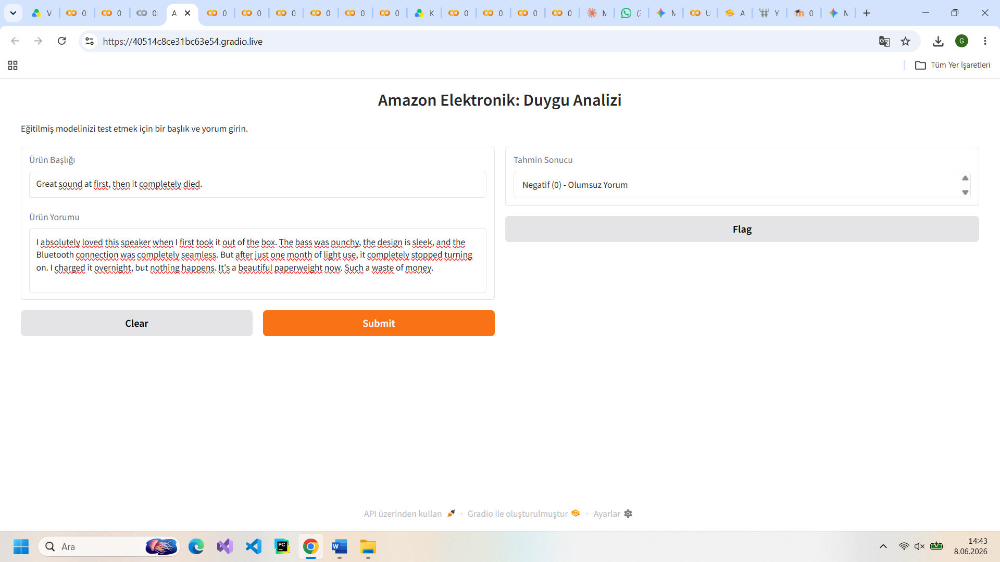 V 0 0 0 A 0 0 0 0 0 0 K 0 0 0 0 M (3 M U A Y 0 M
https://40514c8ce31bc63e54.gradio.live
G
Tüm Yer İşaretleri
Amazon Elektronik: Duygu Analizi
Eğitilmiş modelinizi test etmek için bir başlık ve yorum girin.
Ürün Başlığı
Great sound at first, then it completely died.
Ürün Yorumu
I absolutely loved this speaker when I first took it out of the box. The bass was punchy, the design is sleek, and the
Bluetooth connection was completely seamless. But after just one month of light use, it completely stopped turning
on. I charged it overnight, but nothing happens. It's a beautiful paperweight now. Such a waste of money.
Clear
Submit
Tahmin Sonucu
Negatif (0) - Olumsuz Yorum
Flag
API üzerinden kullan · Gradio ile oluşturulmuştur · Ayarlar
Ara
14:43
8.06.2026